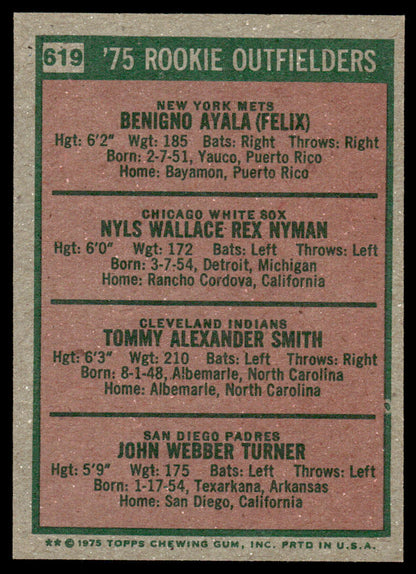 619 '75 ROOKIE OUTFIELDERS
NEW YORK METS
BENIGNO AYALA (FELIX)
Hgt: 6'2" Wgt: 185 Bats: Right Throws: Right
Born: 2-7-51, Yauco, Puerto Rico
Home: Bayamon, Puerto Rico
CHICAGO WHITE SOX
NYLS WALLACE REX NYMAN
Hgt: 6'0" Wgt: 172 Bats: Left Throws: Left
Born: 3-7-54, Detroit, Michigan
Home: Rancho Cordova, California
CLEVELAND INDIANS
TOMMY ALEXANDER SMITH
Hgt: 6'3" Wgt: 210 Bats: Left Throws: Right
Born: 8-1-48, Albemarle, North Carolina
Home: Albemarle, North Carolina
SAN DIEGO PADRES
JOHN WEBBER TURNER
Hgt: 5'9" Wgt: 175 Bats: Left Throws: Left
Born: 1-17-54, Texarkana, Arkansas
Home: San Diego, California
** © 1975 TOPPS CHEWING GUM, INC. PRTD IN U.S.A.